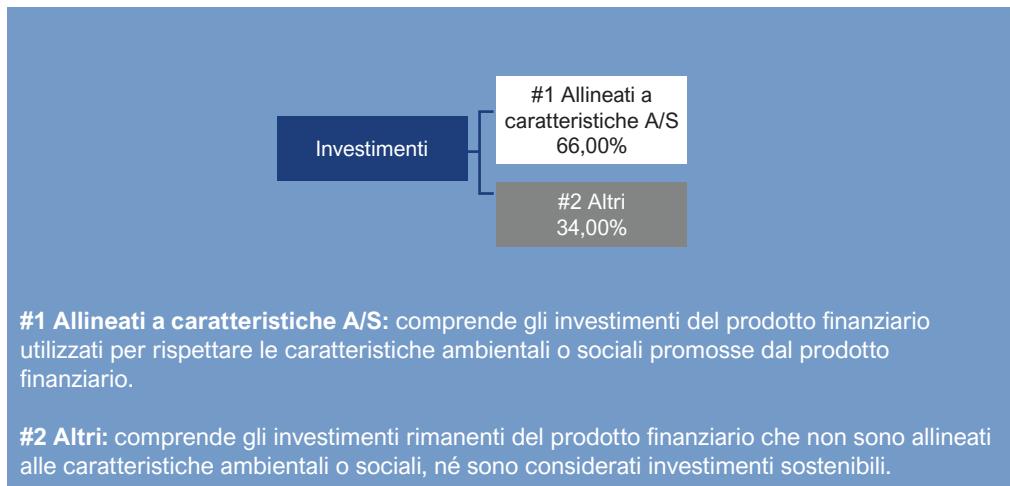 Investimenti
#1 Allineati a
caratteristiche A/S
66,00%
#2 Altri
34,00%
#1 Allineati a caratteristiche A/S: comprende gli investimenti del prodotto finanziario
utilizzati per rispettare le caratteristiche ambientali o sociali promosse dal prodotto
finanziario.
#2 Altri: comprende gli investimenti rimanenti del prodotto finanziario che non sono allineati
alle caratteristiche ambientali o sociali, né sono considerati investimenti sostenibili.